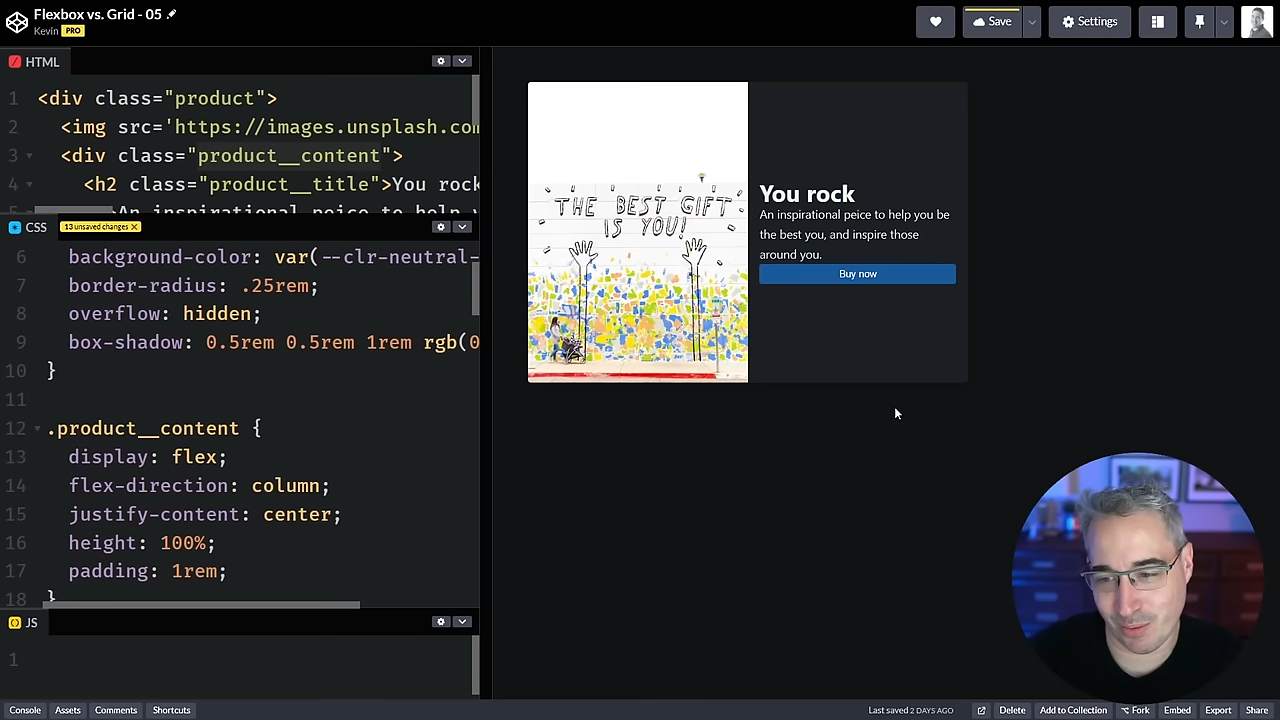 Flexbox vs. Grid - 05
Kevin PRO
Save
Settings
HTML
1 <div class="product">
2 <img src='https://images.unsplash.com
3 <div class="product__content">
4 <h2 class="product__title">You rock
An inspirational peice to help y
CSS
13 unsaved changes X
6 background-color: var(--clr-neutral-
7 border-radius: .25rem;
8 overflow: hidden;
9 box-shadow: 0.5rem 0.5rem 1rem rgb(0
10 }
11
12 .product__content {
13 display: flex;
14 flex-direction: column;
15 justify-content: center;
16 height: 100%;
17 padding: 1rem;
18 }
JS
1
THE BEST GIFT
IS YOU!
You rock
An inspirational peice to help you be
the best you, and inspire those
around you.
Buy now
Console
Assets
Comments
Shortcuts
Last saved 2 DAYS AGO
Delete
Add to Collection
Fork
Embed
Export
Share